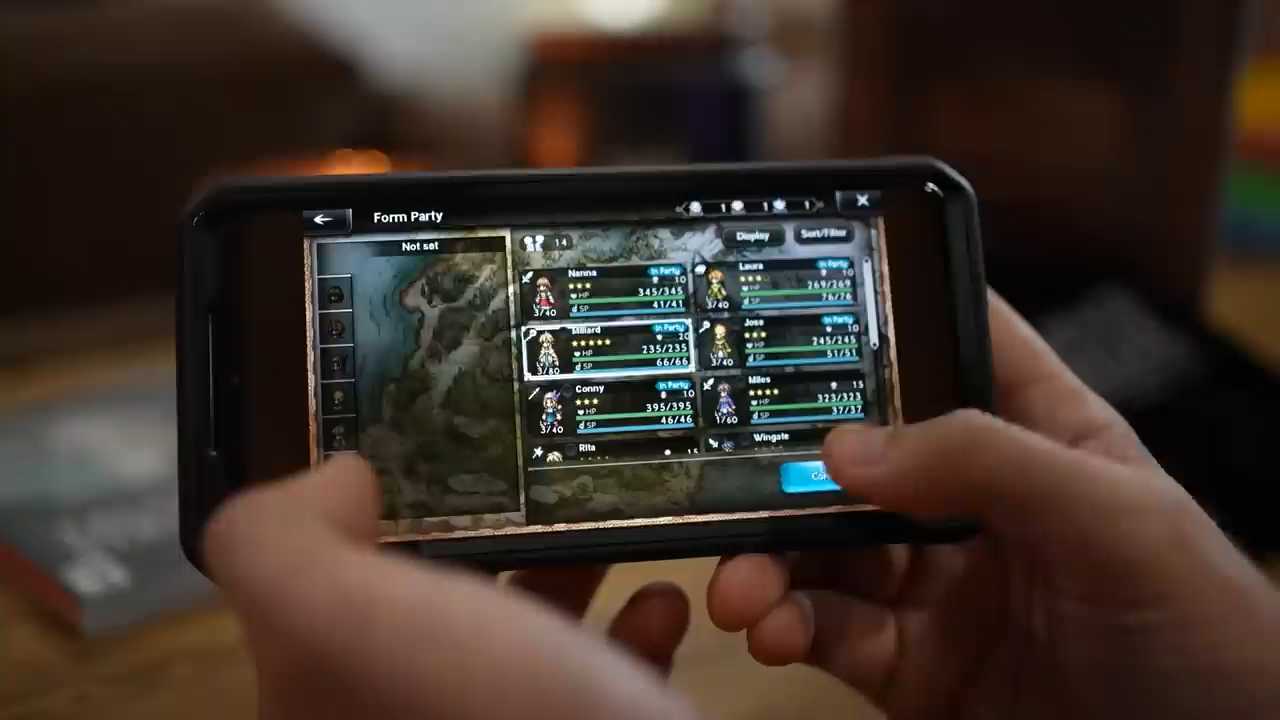 Form Party
1 1 1
Not set
14
Display
Sort/Filter
Nanna
In Party
10
HP 345/345
SP 41/41
3/40
Laura
In Party
10
HP 269/269
SP 76/76
3/40
Millard
In Party
20
HP 235/235
SP 66/66
3/80
Jose
In Party
10
HP 245/245
SP 51/51
3/40
Conny
In Party
10
HP 395/395
SP 46/46
3/40
Miles
15
HP 323/323
SP 37/37
1/60
Rita
15
Wingate